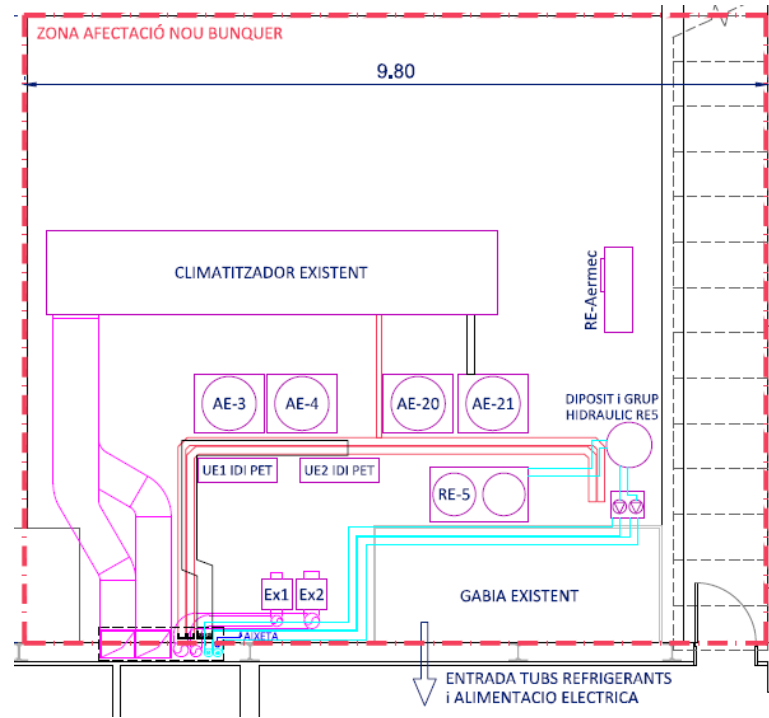 ZONA AFECTACIÓ NOU BUNQUER
9.80
CLIMATITZADOR EXISTENT
RE-Aermec
AE-3
AE-4
AE-20
AE-21
DIPOSIT i GRUP
HIDRAULIC RE5
UE1 IDI PET
UE2 IDI PET
RE-5
Ex1
Ex2
GABIA EXISTENT
AIXETA
ENTRADA TUBS REFRIGERANTS
i ALIMENTACIO ELECTRICA